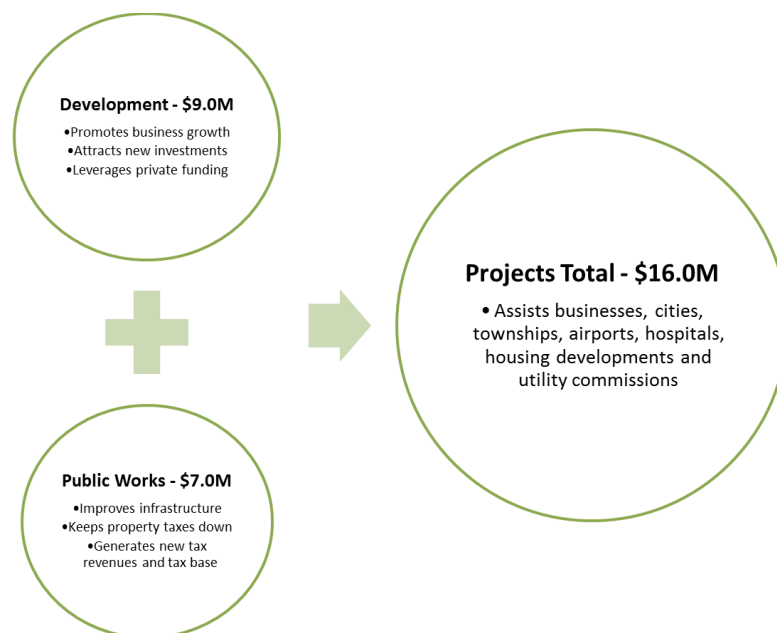 Development - $9.0M
•Promotes business growth
•Attracts new investments
•Leverages private funding
Public Works - $7.0M
•Improves infrastructure
•Keeps property taxes down
•Generates new tax
revenues and tax base
Projects Total - $16.0M
• Assists businesses, cities,
townships, airports, hospitals,
housing developments and
utility commissions